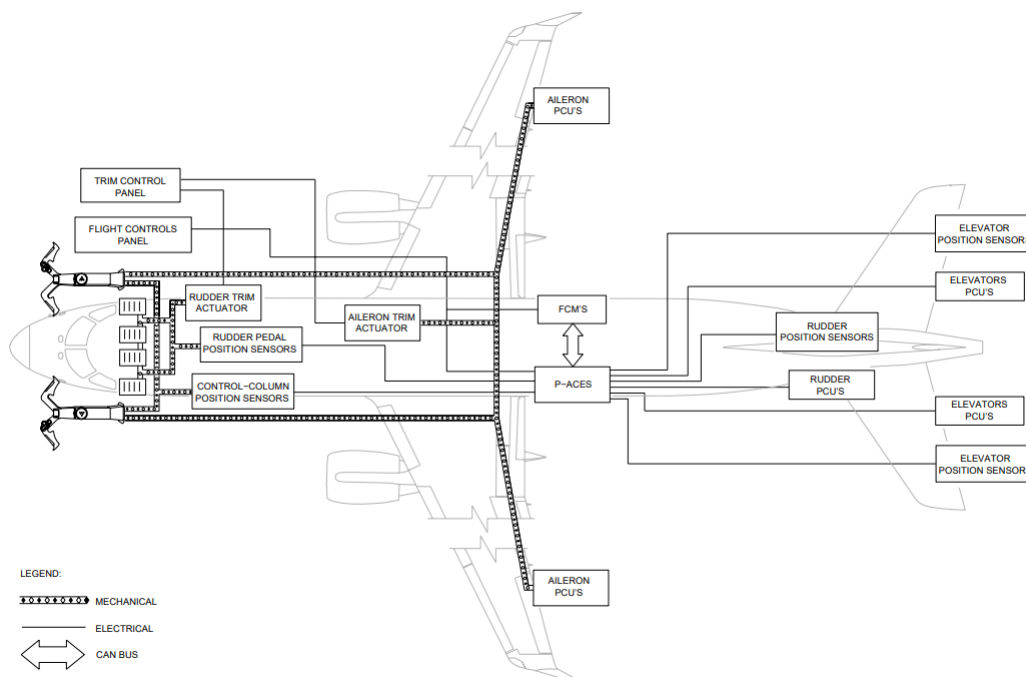 AILERON
PCU'S
TRIM CONTROL
PANEL
FLIGHT CONTROLS
PANEL
ELEVATOR
POSITION SENSORS
ELEVATORS
PCU'S
RUDDER TRIM
ACTUATOR
AILERON TRIM
ACTUATOR
FCM'S
RUDDER
POSITION SENSORS
RUDDER PEDAL
POSITION SENSORS
CONTROL-COLUMN
POSITION SENSORS
P-ACES
RUDDER
PCU'S
ELEVATORS
PCU'S
ELEVATOR
POSITION SENSORS
AILERON
PCU'S
LEGEND:
MECHANICAL
ELECTRICAL
CAN BUS